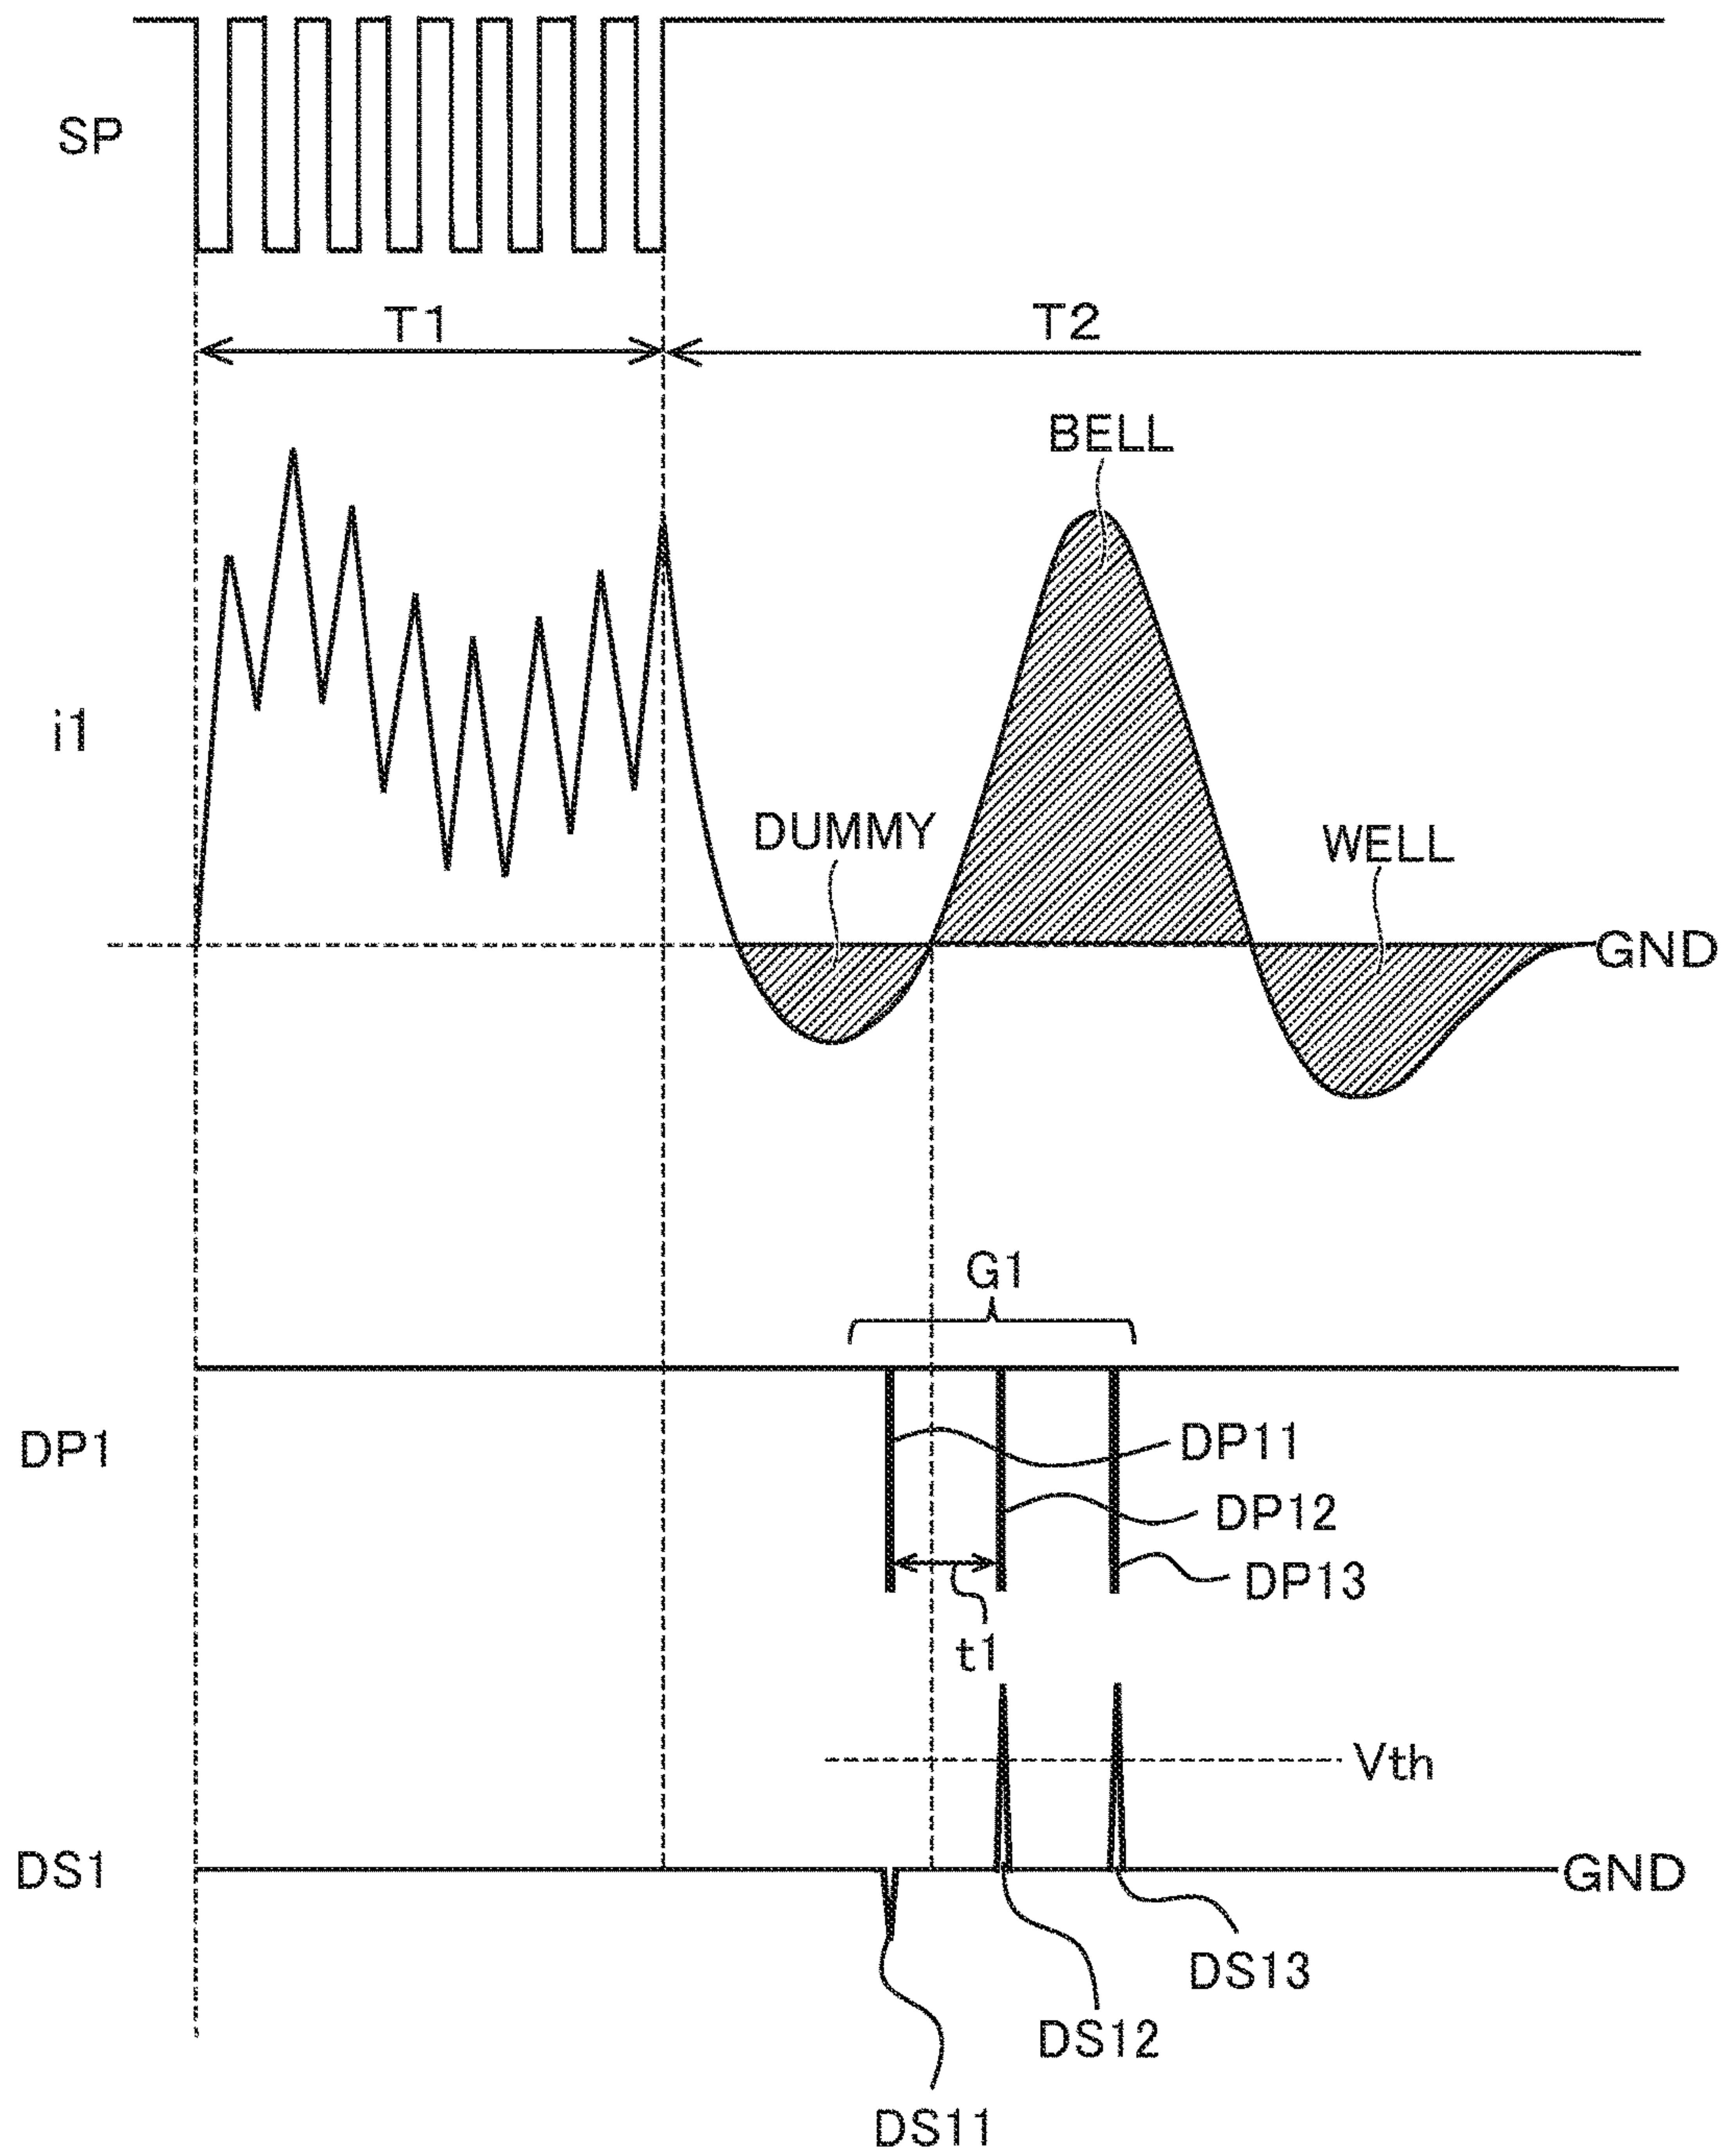 SP
T1
T2
BELL
i1
DUMMY
WELL
GND
G1
DP1
DP11
DP12
DP13
t1
Vth
DS1
GND
DS13
DS12
DS11